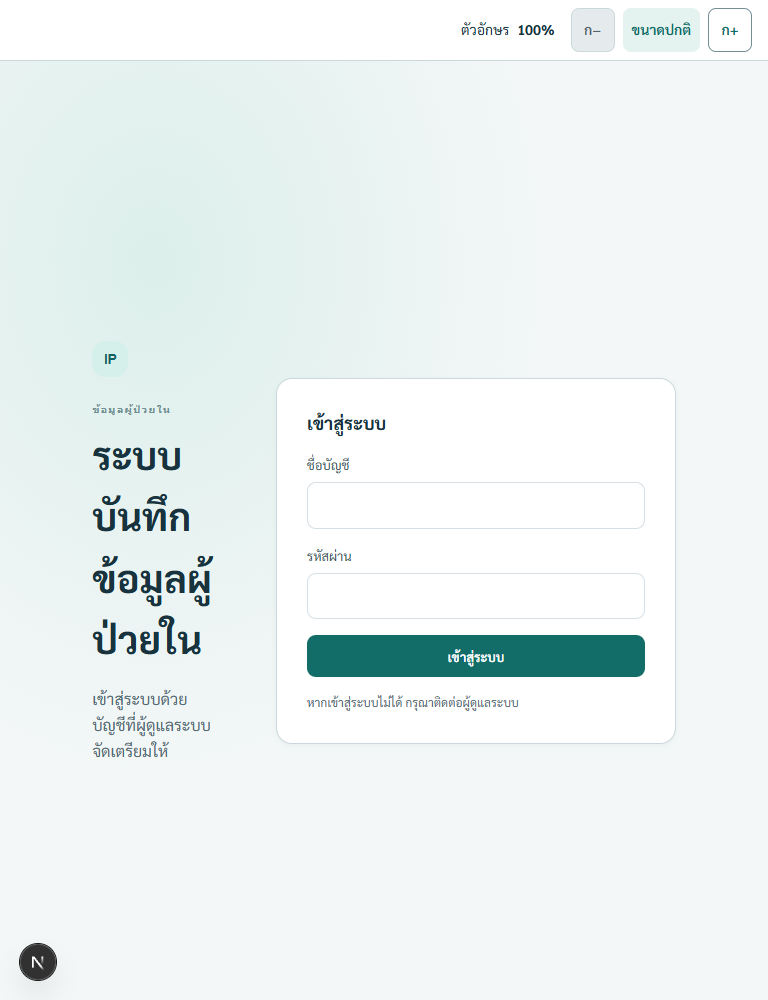 ตัวอักษร 100% ก− ขนาดปกติ ก+
IP
ข้อมูลผู้ป่วยใน
ระบบ
บันทึก
ข้อมูลผู้
ป่วยใน
เข้าสู่ระบบด้วย
บัญชีที่ผู้ดูแลระบบ
จัดเตรียมให้
เข้าสู่ระบบ
ชื่อบัญชี
รหัสผ่าน
เข้าสู่ระบบ
หากเข้าสู่ระบบไม่ได้ กรุณาติดต่อผู้ดูแลระบบ
N